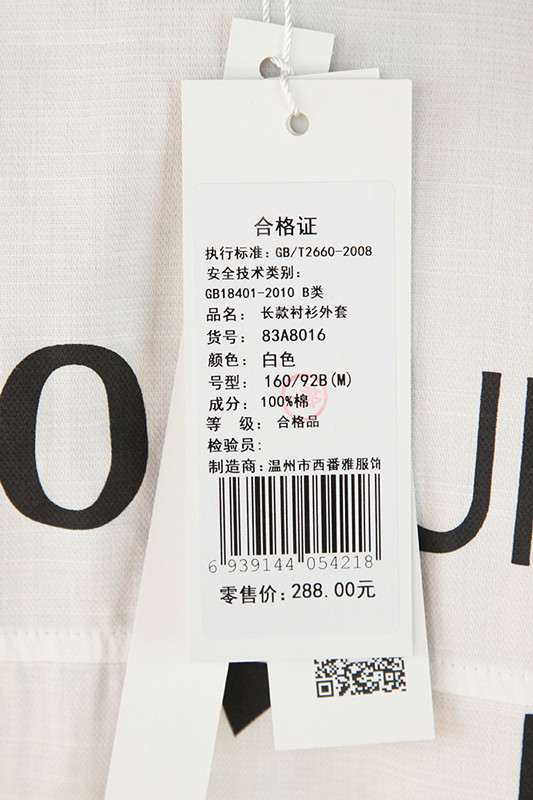 合格证
执行标准：GB/T2660-2008
安全技术类别：
GB18401-2010 B类
品名： 长款衬衫外套
货号： 83A8016
颜色： 白色
号型： 160/92B(M)
成分： 100%棉
等 级： 合格品
检验员：
制造商：温州市西番雅服饰
6 939144 054218
零售价：288.00元
O
U